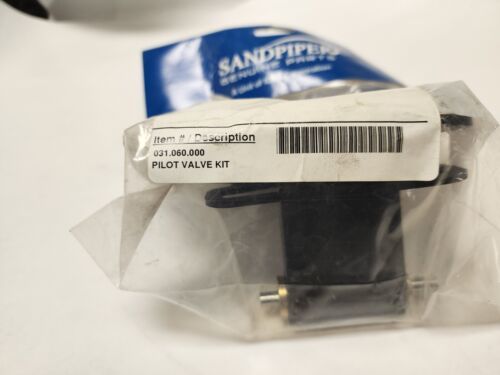 SANDPIPER
GENUINE PARTS
Item # / Description
031.060.000
PILOT VALVE KIT